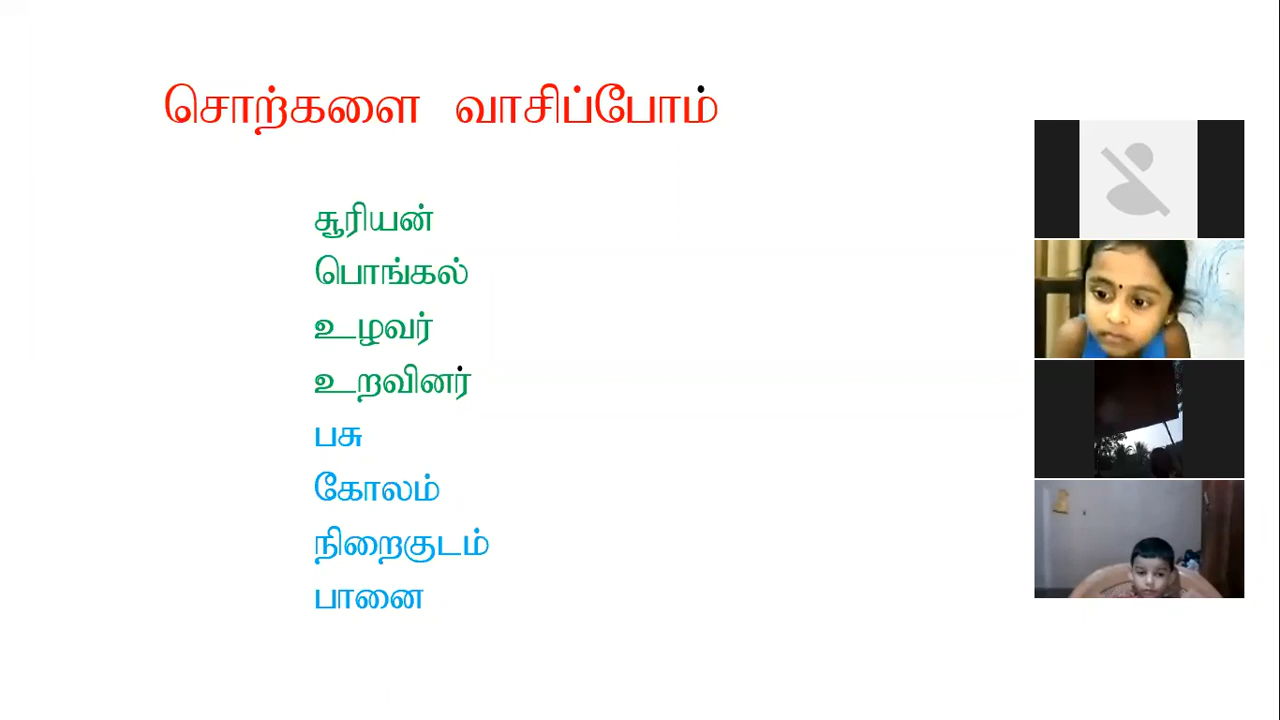 சொற்களை வாசிப்போம்
சூரியன்
பொங்கல்
உழவர்
உறவினர்
பசு
கோலம்
நிறைகுடம்
பானை